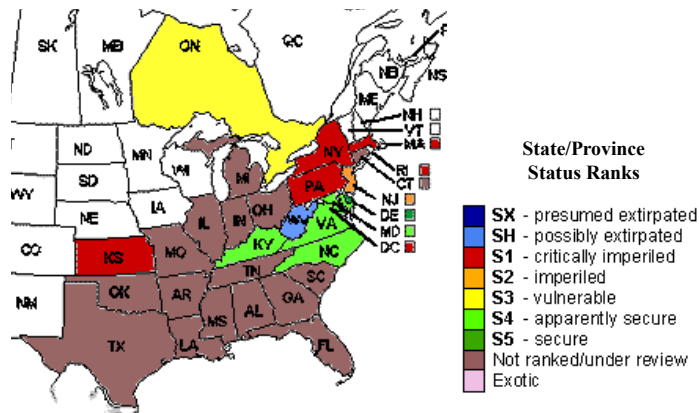 SK
MB
ON
QC
NB
NS
ME
ND
MN
NH
VT
MA
WI
SD
WY
MI
NY
RI
CT
NE
IA
PA
NJ
IL
IN
OH
DE
MD
DC
CO
KS
MO
WV
KY
VA
NC
TN
NM
OK
AR
SC
MS
AL
GA
TX
LA
FL
State/Province
Status Ranks
SX - presumed extirpated
SH - possibly extirpated
S1 - critically imperiled
S2 - imperiled
S3 - vulnerable
S4 - apparently secure
S5 - secure
Not ranked/under review
Exotic